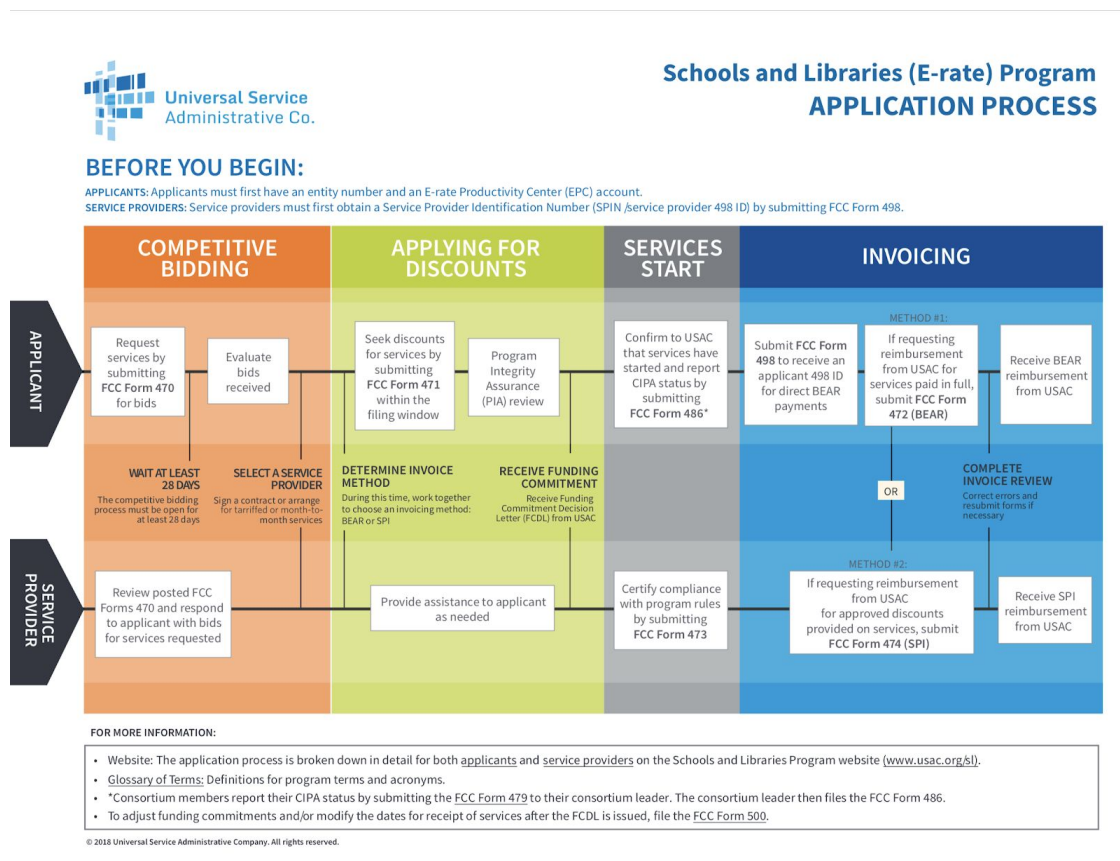 Universal Service
Administrative Co.
Schools and Libraries (E-rate) Program
APPLICATION PROCESS
BEFORE YOU BEGIN:
APPLICANTS: Applicants must first have an entity number and an E-rate Productivity Center (EPC) account.
SERVICE PROVIDERS: Service providers must first obtain a Service Provider Identification Number (SPIN /service provider 498 ID) by submitting FCC Form 498.
COMPETITIVE
BIDDING
APPLYING FOR
DISCOUNTS
SERVICES
START
INVOICING
APPLICANT
Request
services by
submitting
FCC Form 470
for bids
Evaluate
bids
received
Seek discounts
for services by
submitting
FCC Form 471
within the
filing window
Program
Integrity
Assurance
(PIA) review
Confirm to USAC
that services have
started and report
CIPA status by
submitting
FCC Form 486*
Submit FCC Form
498 to receive an
applicant 498 ID
for direct BEAR
payments
METHOD #1:
If requesting
reimbursement
from USAC for
services paid in full,
submit FCC Form
472 (BEAR)
Receive BEAR
reimbursement
from USAC
WAIT AT LEAST
28 DAYS
The competitive bidding
process must be open for
at least 28 days
SELECT A SERVICE
PROVIDER
Sign a contract or arrange
for tarriffed or month-to-
month services
DETERMINE INVOICE
METHOD
During this time, work together
to choose an invoicing method:
BEAR or SPI
RECEIVE FUNDING
COMMITMENT
Receive Funding
Commitment Decision
Letter (FCDL) from USAC
OR
COMPLETE
INVOICE REVIEW
Correct errors and
resubmit forms if
necessary
SERVICE
PROVIDER
Review posted FCC
Forms 470 and respond
to applicant with bids
for services requested
Provide assistance to applicant
as needed
Certify compliance
with program rules
by submitting
FCC Form 473
METHOD #2:
If requesting reimbursement
from USAC
for approved discounts
provided on services, submit
FCC Form 474 (SPI)
Receive SPI
reimbursement
from USAC
FOR MORE INFORMATION:
• Website: The application process is broken down in detail for both applicants and service providers on the Schools and Libraries Program website (www.usac.org/sl).
• Glossary of Terms: Definitions for program terms and acronyms.
• *Consortium members report their CIPA status by submitting the FCC Form 479 to their consortium leader. The consortium leader then files the FCC Form 486.
• To adjust funding commitments and/or modify the dates for receipt of services after the FCDL is issued, file the FCC Form 500.
© 2018 Universal Service Administrative Company. All rights reserved.